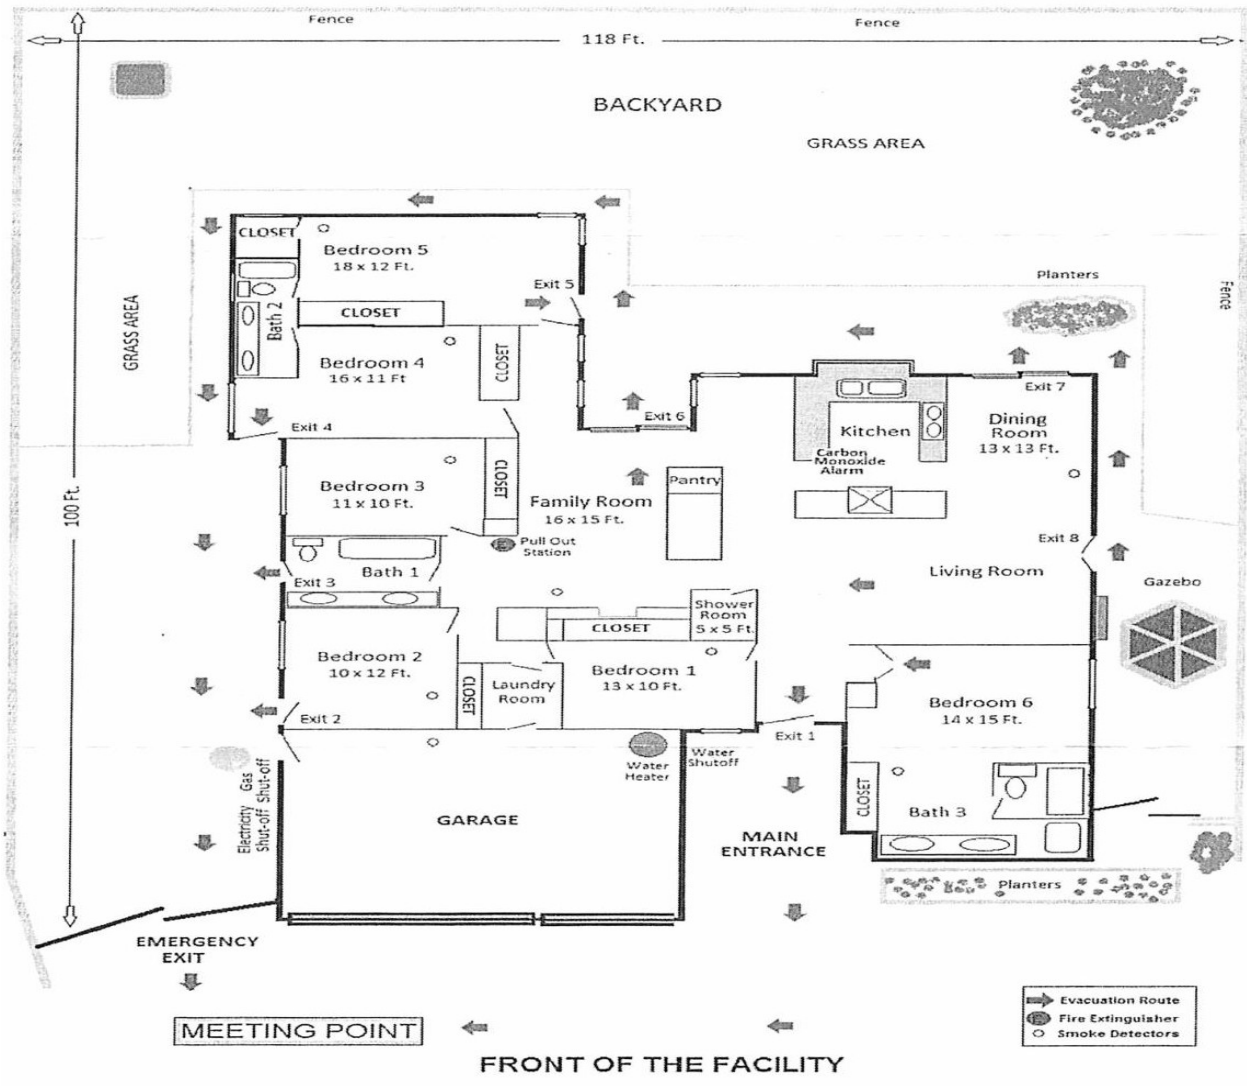 Fence
Fence
118 Ft.
BACKYARD
GRASS AREA
CLOSET
Bedroom 5
18 x 12 Ft.
Planters
Fence
Exit 5
GRASS AREA
Bath 2
CLOSET
Bedroom 4
16 x 11 Ft
CLOSET
Exit 4
Exit 6
Exit 7
Kitchen
Dining
Room
13 x 13 Ft.
Carbon
Monoxide
Alarm
100 Ft.
Bedroom 3
11 x 10 Ft.
CLOSET
Family Room
16 x 15 Ft.
Pantry
Pull Out
Station
Exit 8
Exit 3
Bath 1
Living Room
Gazebo
Shower
Room
5 x 5 Ft.
CLOSET
Bedroom 2
10 x 12 Ft.
CLOSET
Laundry
Room
Bedroom 1
13 x 10 Ft.
Bedroom 6
14 x 15 Ft.
Exit 2
Exit 1
Water
Heater
Water
Shutoff
Gas
Shut-off
Electricity
Shut-off
GARAGE
MAIN
ENTRANCE
CLOSET
Bath 3
Planters
EMERGENCY
EXIT
MEETING POINT
Evacuation Route
Fire Extinguisher
Smoke Detectors
FRONT OF THE FACILITY